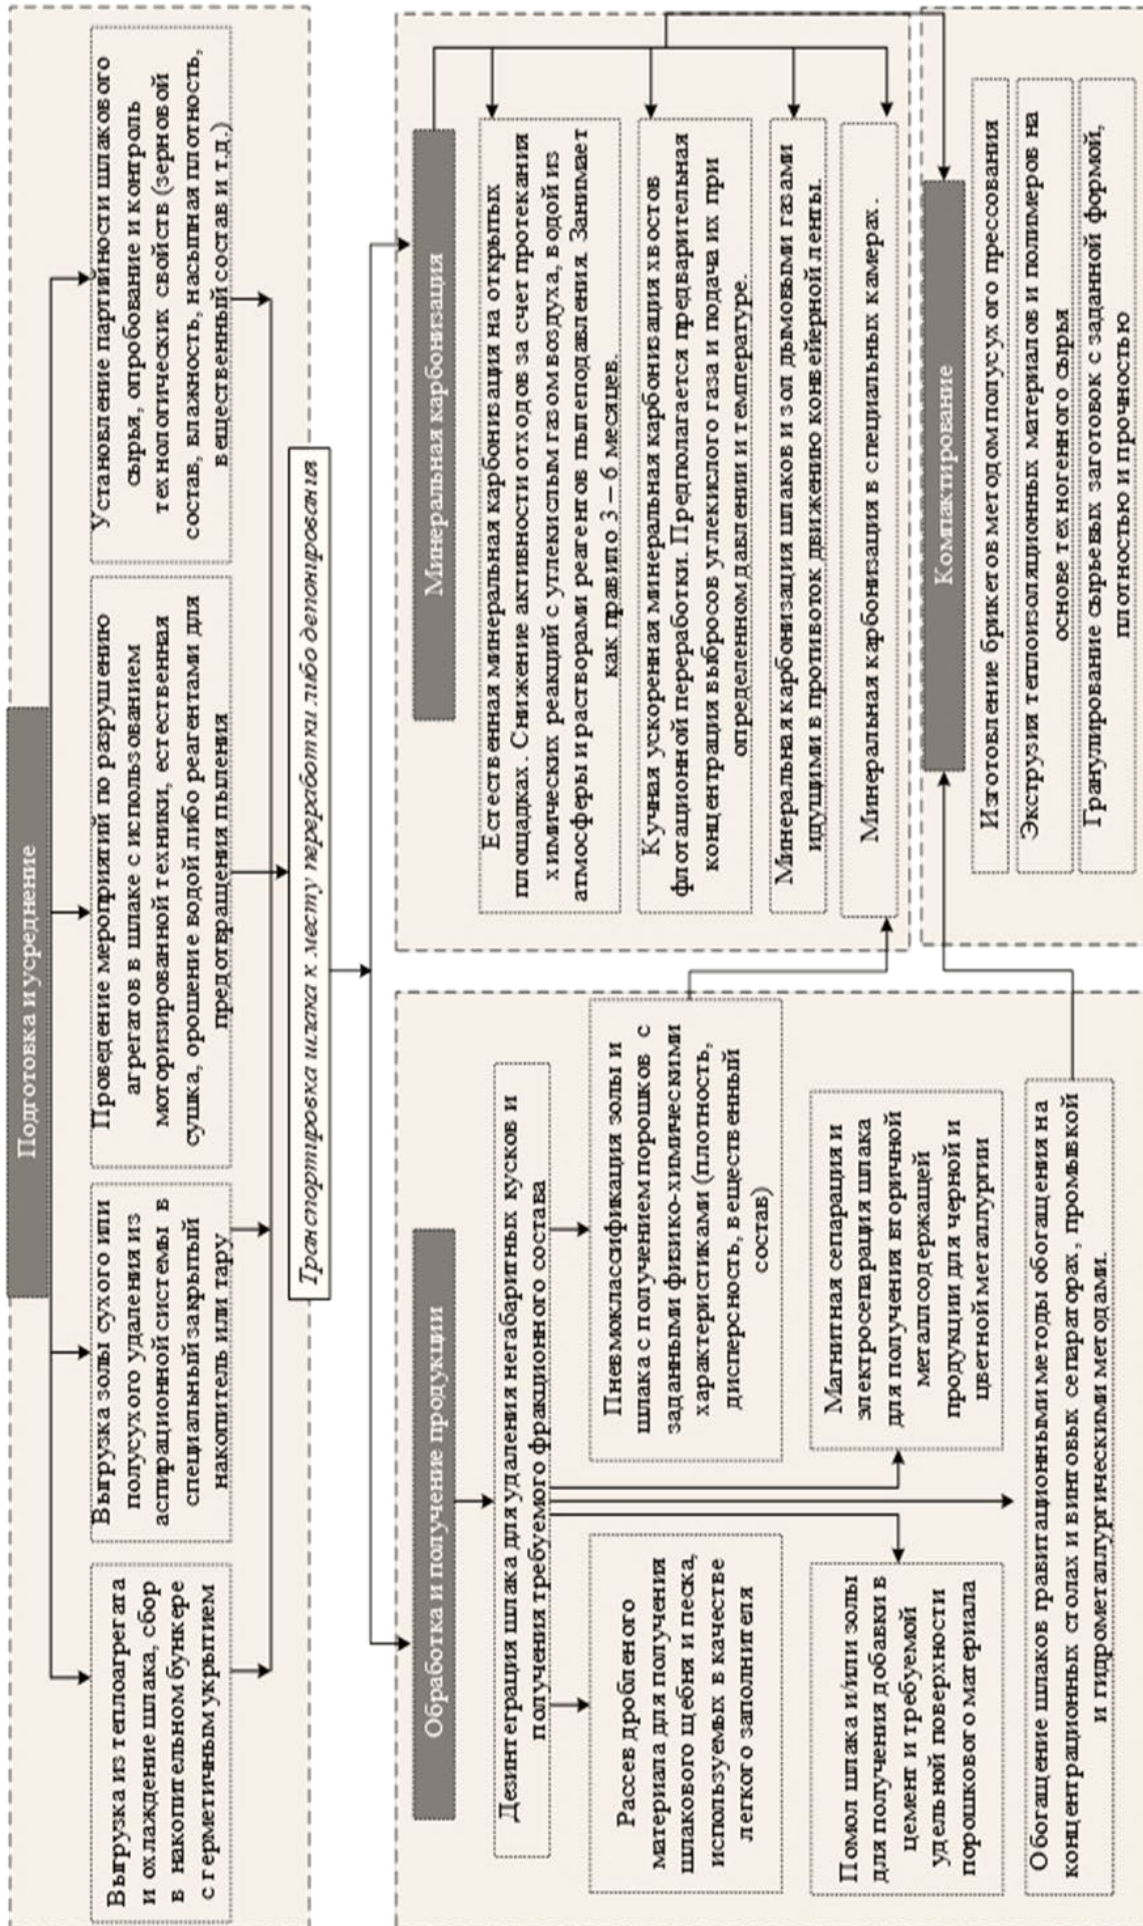 Подготовка и усреднение
Выгрузка из теплоагрегата
и охлаждение шлака, сбор
в накопительном бункере
с герметичным укрытием
Выгрузка золы сухого или
полусухого удаления из
аспирационной системы в
специальный закрытый
накопитель или тару
Проведение мероприятий по разрушению
агрегатов в шлаке с использованием
моторизированной техники, естественная
сушка, орошение водой либо реагентами для
предотвращения пыления
Установление партийности шлакового
сырья, опробование и контроль
технологических свойств (зерновой
состав, влажность, насыпная плотность,
вещественный состав и т.д.)
Транспортировка шлака к месту переработки либо депонирования
Обработка и получение продукции
Дезинтеграция шлака для удаления негабаритных кусков и
получения требуемого фракционного состава
Рассев дробленого
материала для получения
шлакового щебня и песка,
используемых в качестве
легкого заполнителя
Пневмоклассификация золы и
шлака с получением порошков с
заданными физико-химическими
характеристиками (плотность,
дисперсность, вещественный
состав)
Помол шлака и/или золы
для получения добавки в
цемент и требуемой
удельной поверхности
порошкового материала
Магнитная сепарация и
электросепарация шлака
для получения вторичной
металлсодержащей
продукции для черной и
цветной металлургии
Обогащение шлаков гравитационными методы обогащения на
концентрационных столах и винтовых сепараторах, промывкой
и гидрометаллургическими методами.
Минеральная карбонизация
Естественная минеральная карбонизация на открытых
площадках. Снижение активности отходов за счет протекания
химических реакций с углекислым газом воздуха, водой из
атмосферы и растворами реагентов пылеподавления. Занимает
как правило 3 – 6 месяцев.
Кучная ускоренная минеральная карбонизация хвостов
флотационной переработки. Предполагается предварительная
концентрация выбросов углекислого газа и подача их при
определенном давлении и температуре.
Минеральная карбонизация шлаков и зол дымовыми газами
идущими в противоток движению конвейерной ленты.
Минеральная карбонизация в специальных камерах.
Компактирование
Изготовление брикетов методом полусухого прессования
Экструзия теплоизоляционных материалов и полимеров на
основе техногенного сырья
Гранулирование сырьевых заготовок с заданной формой,
плотностью и прочностью